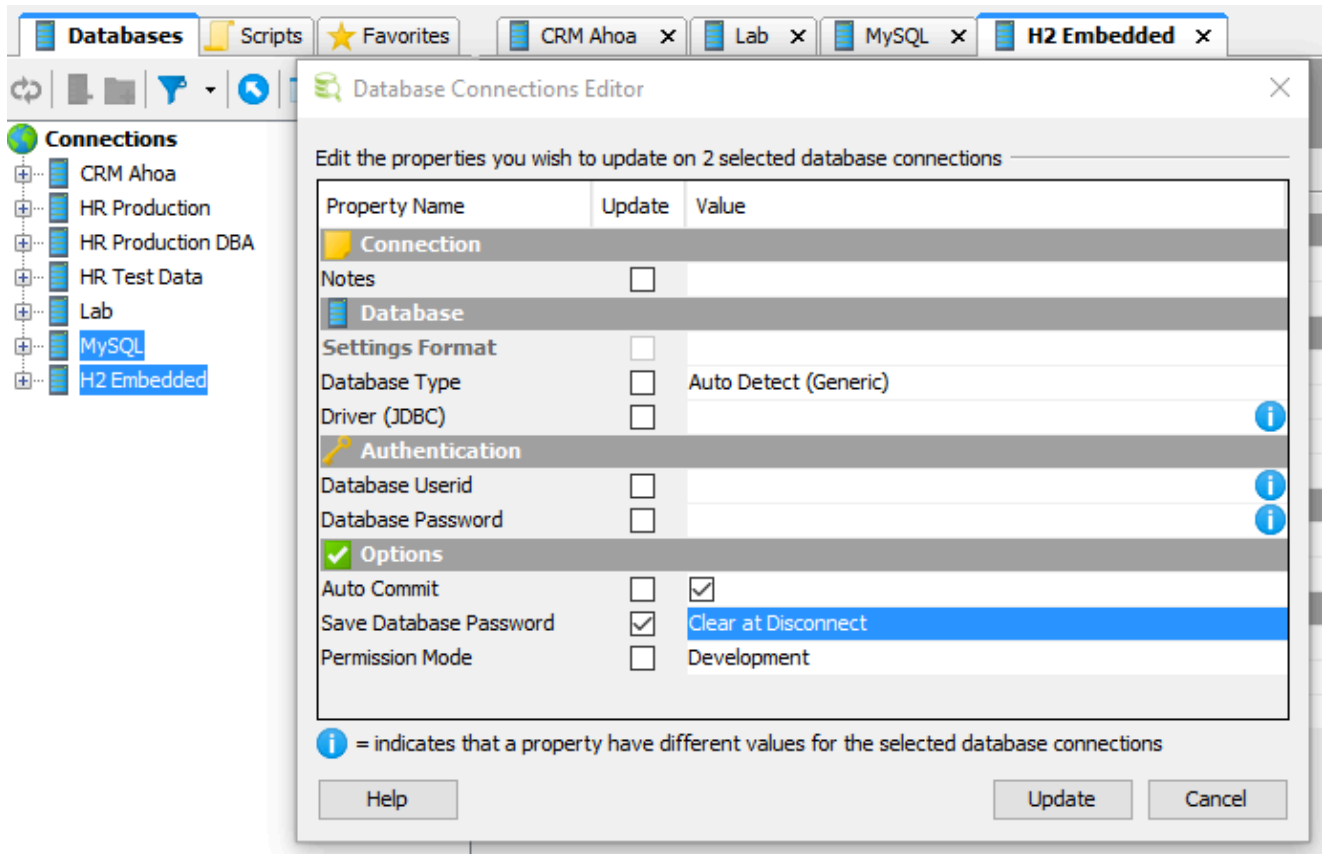 Databases Scripts Favorites CRM Ahoa Lab MySQL H2 Embedded
Database Connections Editor
Connections
CRM Ahoa
HR Production
HR Production DBA
HR Test Data
Lab
MySQL
H2 Embedded
Edit the properties you wish to update on 2 selected database connections
Property Name Update Value
Connection
Notes
Database
Settings Format
Database Type Auto Detect (Generic)
Driver (JDBC)
Authentication
Database Userid
Database Password
Options
Auto Commit
Save Database Password Clear at Disconnect
Permission Mode Development
= indicates that a property have different values for the selected database connections
Help Update Cancel